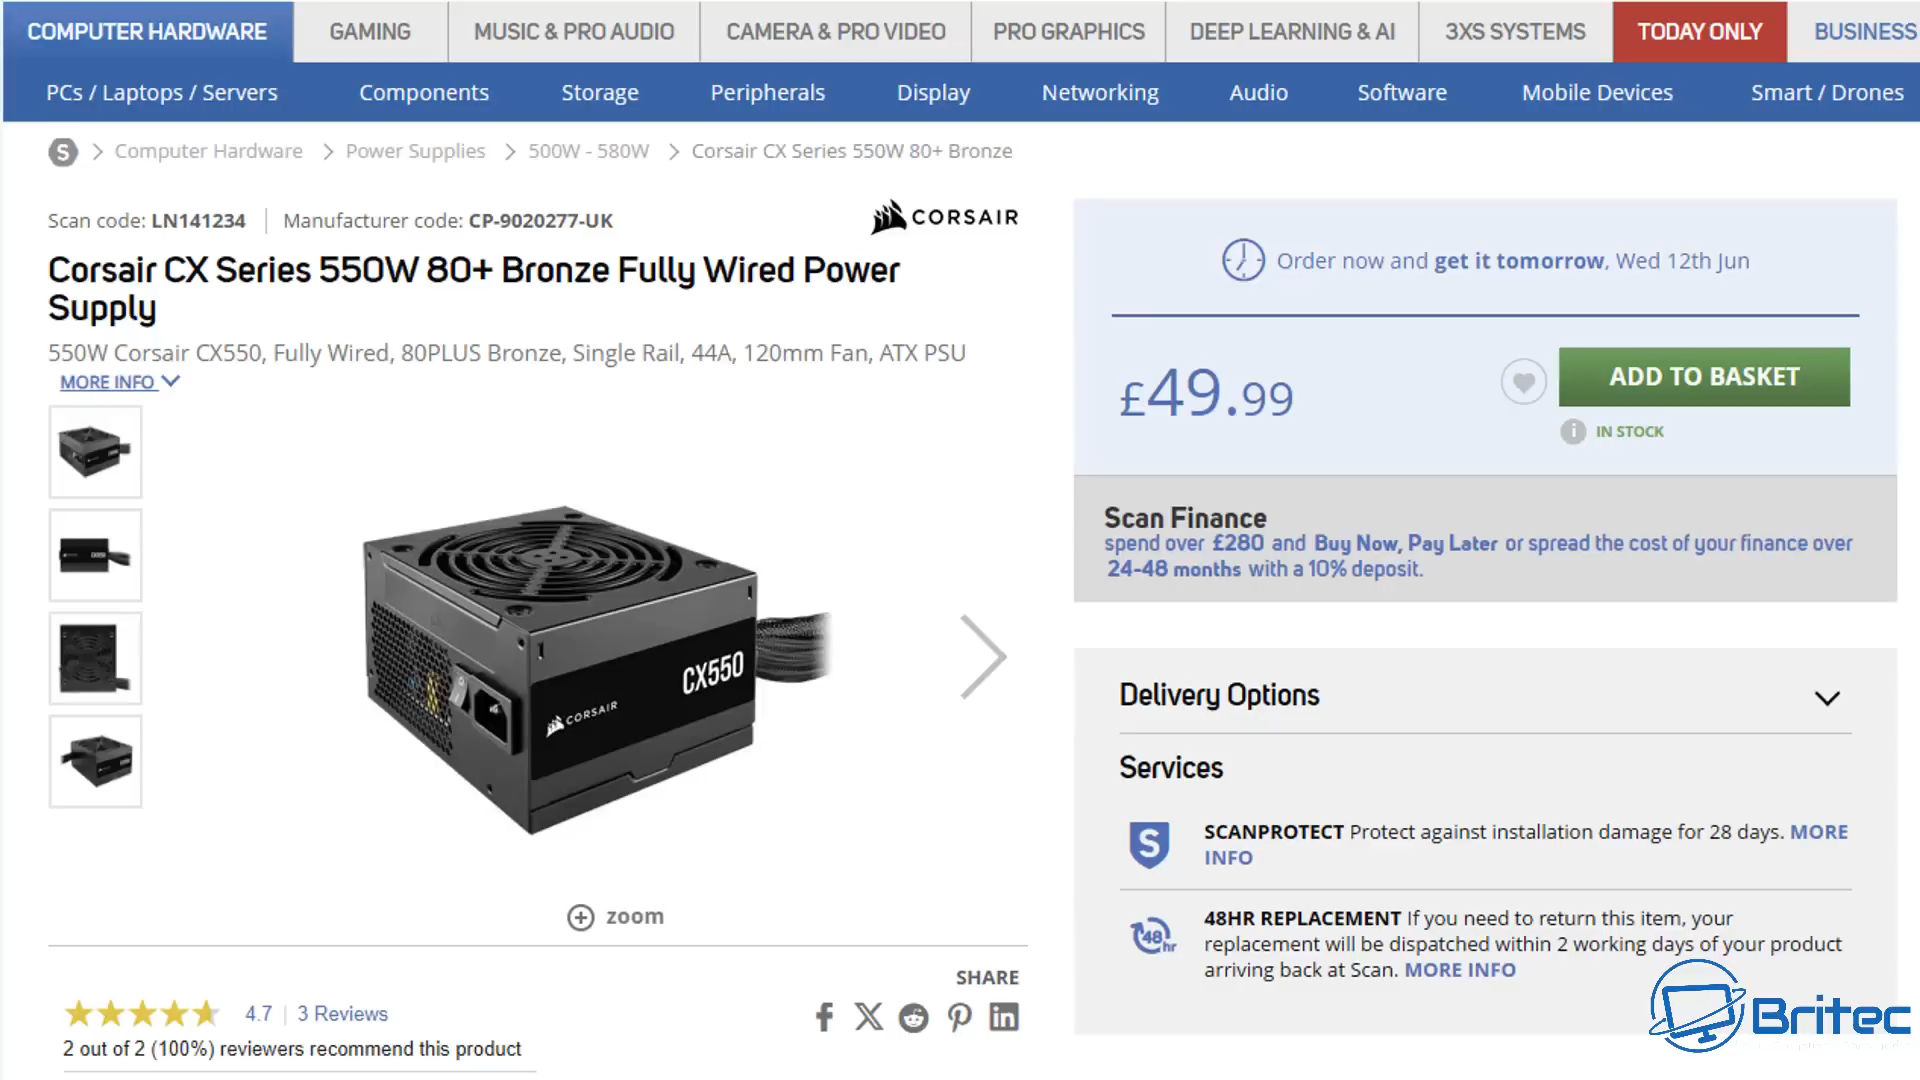 COMPUTER HARDWARE GAMING MUSIC & PRO AUDIO CAMERA & PRO VIDEO PRO GRAPHICS DEEP LEARNING & AI 3XS SYSTEMS TODAY ONLY BUSINESS
PCs / Laptops / Servers Components Storage Peripherals Display Networking Audio Software Mobile Devices Smart / Drones
S > Computer Hardware > Power Supplies > 500W - 580W > Corsair CX Series 550W 80+ Bronze
Scan code: LN141234 | Manufacturer code: CP-9020277-UK
CORSAIR
Corsair CX Series 550W 80+ Bronze Fully Wired Power
Supply
550W Corsair CX550, Fully Wired, 80PLUS Bronze, Single Rail, 44A, 120mm Fan, ATX PSU
MORE INFO
CX550
CORSAIR
zoom
SHARE
4.7 | 3 Reviews
2 out of 2 (100%) reviewers recommend this product
Order now and get it tomorrow, Wed 12th Jun
£49.99
ADD TO BASKET
IN STOCK
Scan Finance
spend over £280 and Buy Now, Pay Later or spread the cost of your finance over
24-48 months with a 10% deposit.
Delivery Options
Services
S
SCANPROTECT Protect against installation damage for 28 days. MORE
INFO
48hr
48HR REPLACEMENT If you need to return this item, your
replacement will be dispatched within 2 working days of your product
arriving back at Scan. MORE INFO
Britec